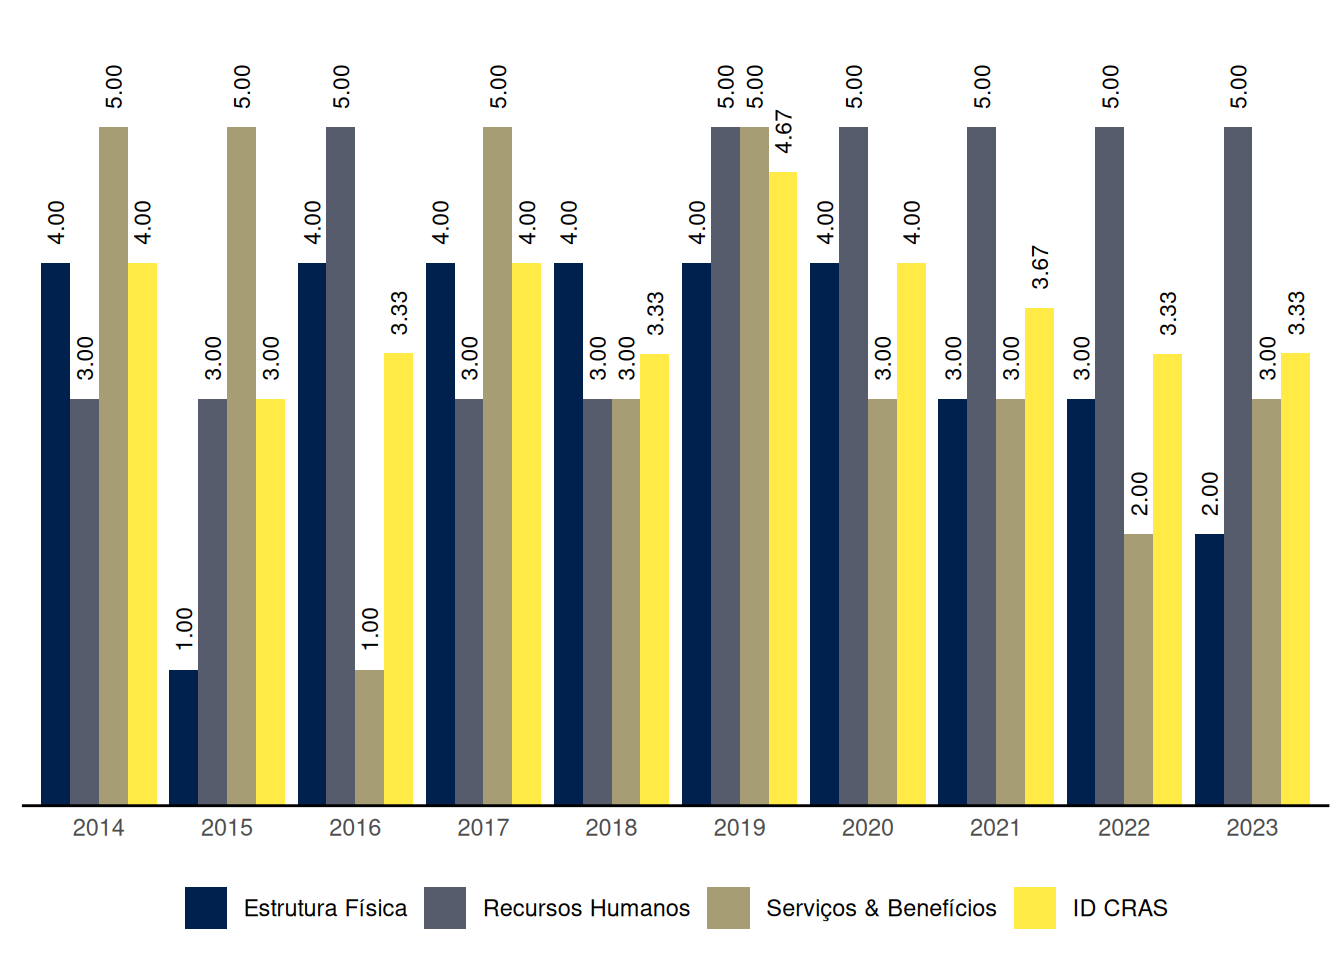 5.00 5.00 5.00 5.00 5.00 5.00 5.00 5.00 5.00 5.00
4.67
4.00 4.00 4.00 4.00 4.00 4.00 4.00 4.00 4.00
3.67
3.33 3.33 3.33 3.33
3.00 3.00 3.00 3.00 3.00 3.00 3.00 3.00 3.00 3.00 3.00
2.00 2.00
1.00 1.00
2014 2015 2016 2017 2018 2019 2020 2021 2022 2023
Estrutura Física Recursos Humanos Serviços & Benefícios ID CRAS